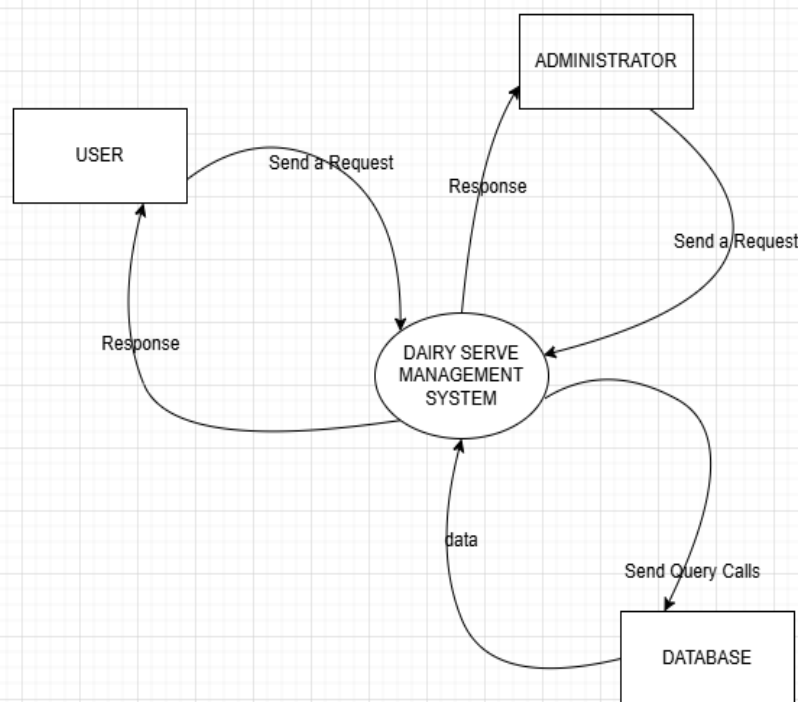 ADMINISTRATOR
USER
Send a Request
Response
Send a Request
Response
DAIRY SERVE
MANAGEMENT
SYSTEM
data
Send Query Calls
DATABASE